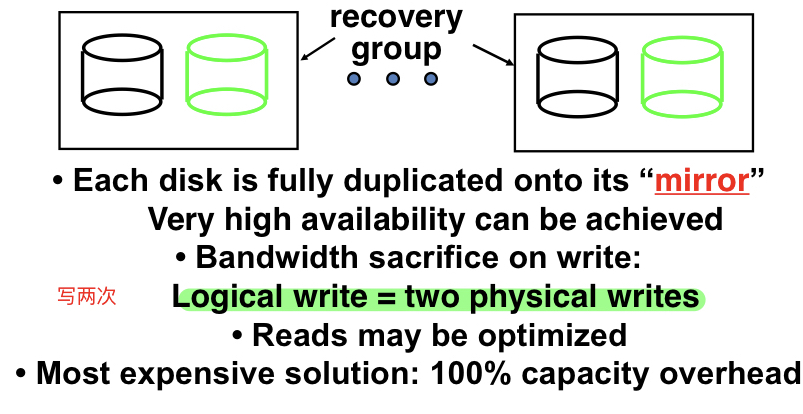 recovery
group
• Each disk is fully duplicated onto its “mirror”
Very high availability can be achieved
• Bandwidth sacrifice on write:
写两次
Logical write = two physical writes
• Reads may be optimized
• Most expensive solution: 100% capacity overhead